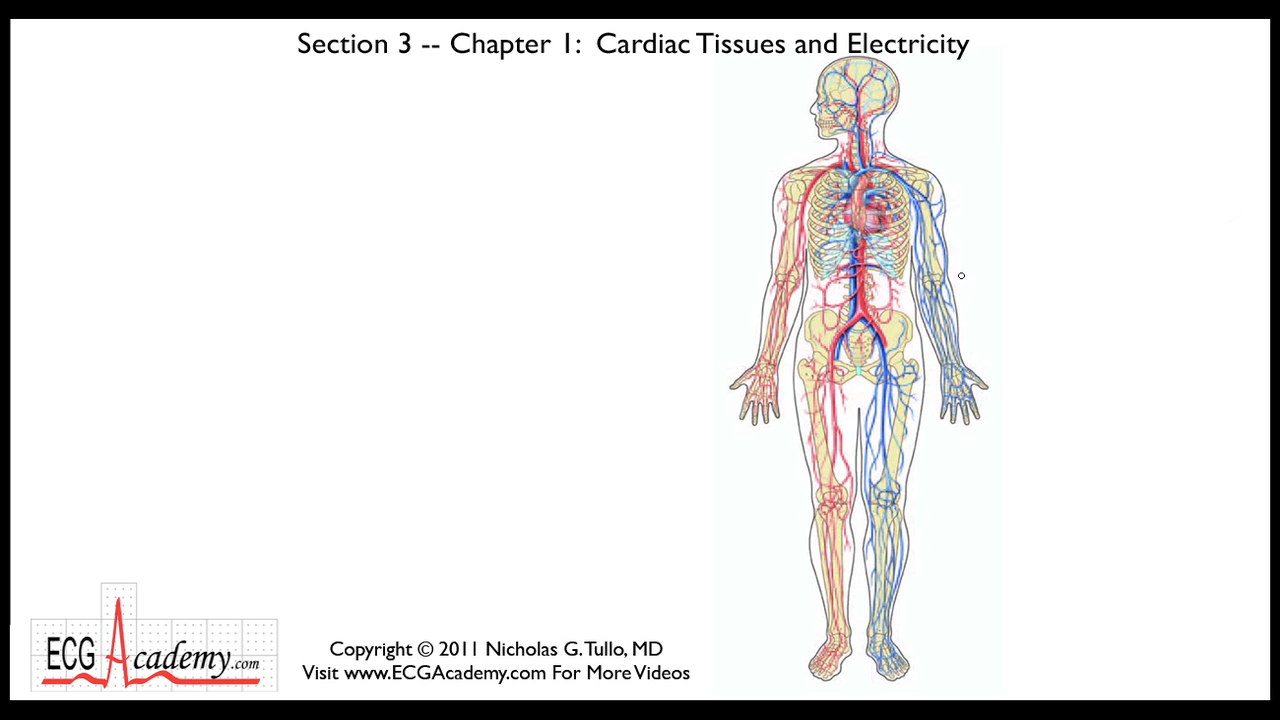 Section 3 -- Chapter 1: Cardiac Tissues and Electricity
ECG Academy.com
Copyright © 2011 Nicholas G. Tullo, MD
Visit www.ECGAcademy.com For More Videos